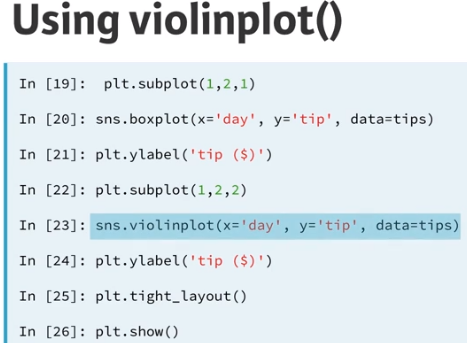 Using violinplot()
In [19]:  plt.subplot(1,2,1)
In [20]: sns.boxplot(x='day', y='tip', data=tips)
In [21]: plt.ylabel('tip ($)')
In [22]: plt.subplot(1,2,2)
In [23]: sns.violinplot(x='day', y='tip', data=tips)
In [24]: plt.ylabel('tip ($)')
In [25]: plt.tight_layout()
In [26]: plt.show()